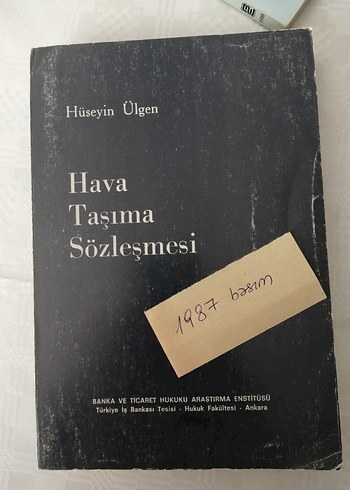 Hüseyin Ülgen
Hava
Taşıma
Sözleşmesi
1987 basım
BANKA VE TİCARET HUKUKU ARAŞTIRMA ENSTİTÜSÜ
Türkiye İş Bankası Tesisi - Hukuk Fakültesi - Ankara